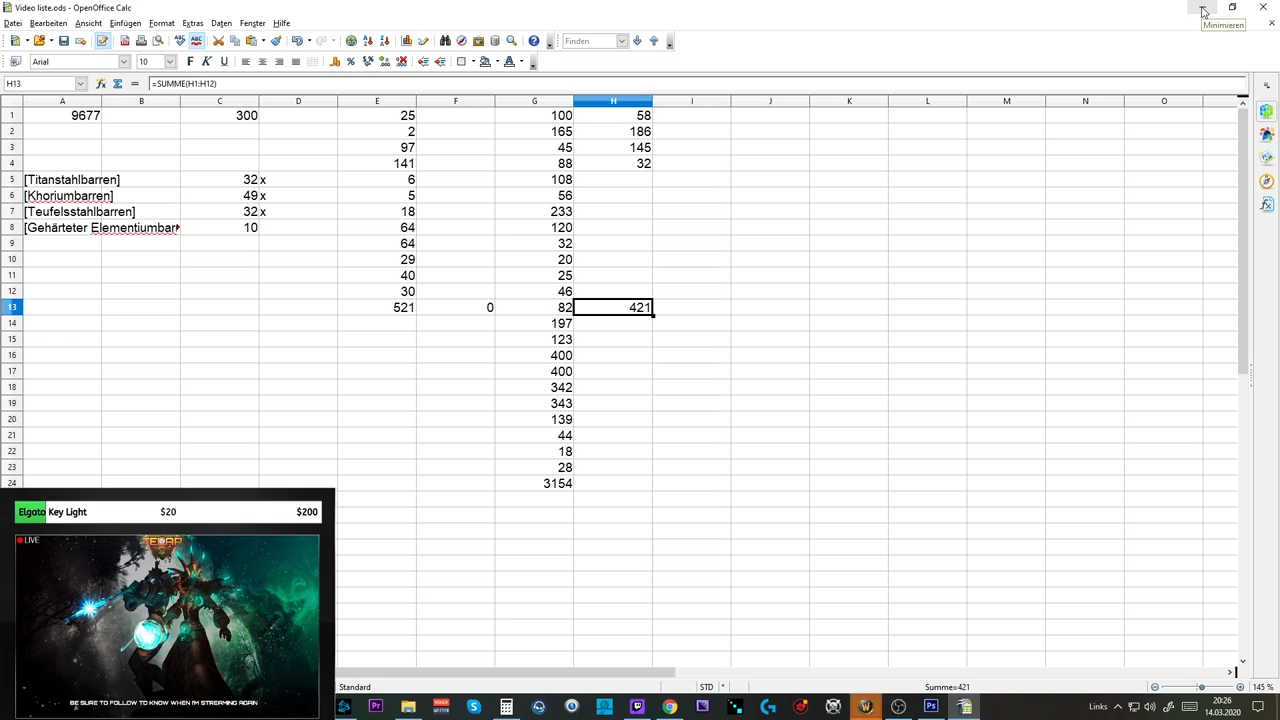 Video liste.ods - OpenOffice Calc
Datei Bearbeiten Ansicht Einfügen Format Extras Daten Fenster Hilfe
Minimieren
Finden
Arial 10
H13 =SUMME(H1:H12)
A B C D E F G H I J K L M N O
1 9677 300 25 100 58
2 2 165 186
3 97 45 145
4 141 88 32
5 [Titanstahlbarren] 32 x 6 108
6 [Khoriumbarren] 49 x 5 56
7 [Teufelsstahlbarren] 32 x 18 233
8 [Gehärteter Elementiumbar 10 64 120
9 64 32
10 29 20
11 40 25
12 30 46
13 521 0 82 421
14 197
15 123
16 400
17 400
18 342
19 343
20 139
21 44
22 18
23 28
24 3154
Elgato Key Light $20 $200
LIVE
BE SURE TO FOLLOW TO KNOW WHEN I'M STREAMING AGAIN
Standard STD * Summe=421 145 %
Links 20:26
14.03.2020